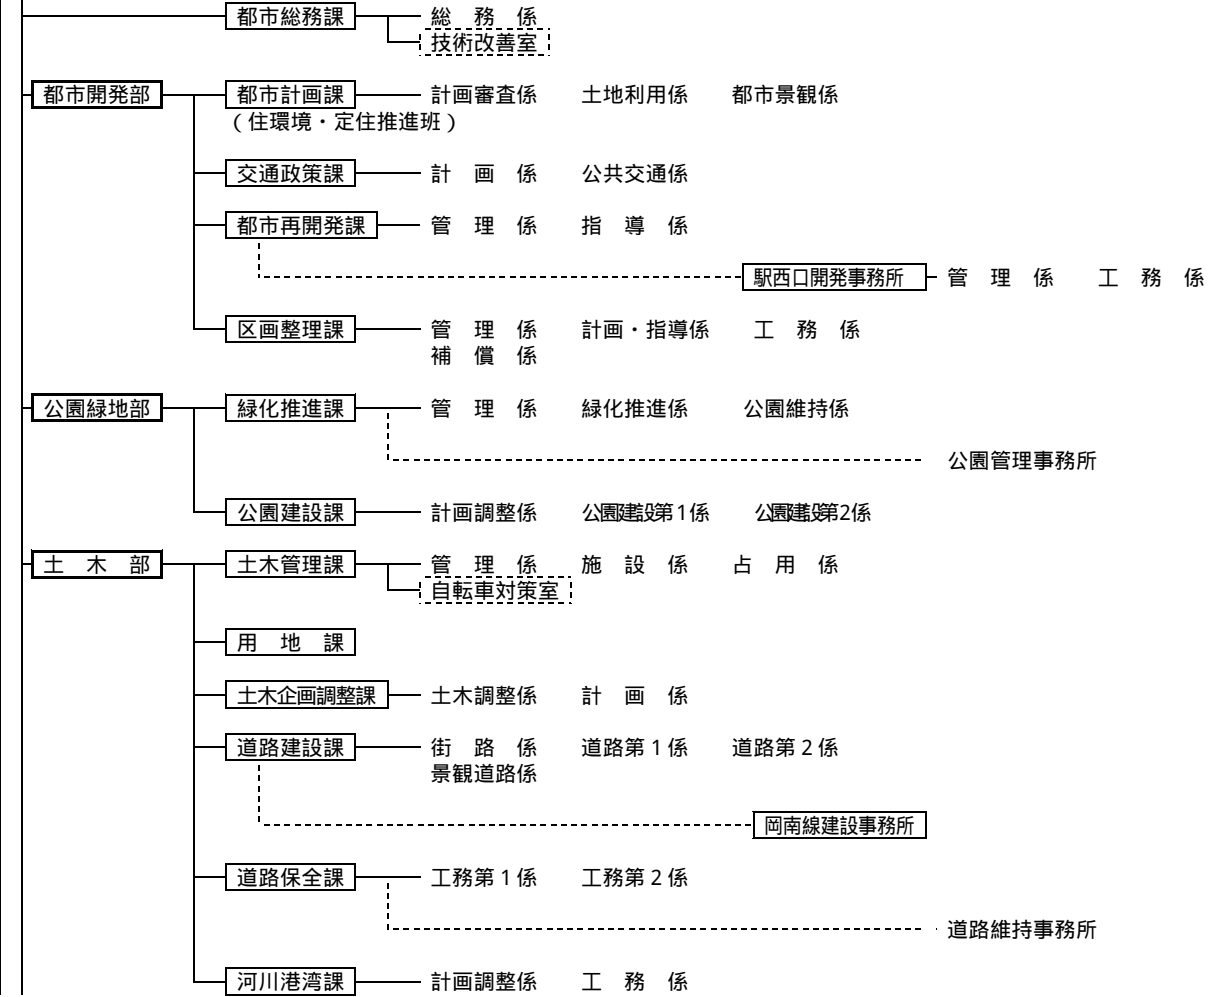 都市総務課 総　務　係
技術改善室
都市開発部 都市計画課 計画審査係 土地利用係 都市景観係
（住環境・定住推進班）
交通政策課 計　画　係 公共交通係
都市再開発課 管　理　係 指　導　係
駅西口開発事務所 管　理　係 工　務　係
区画整理課 管　理　係 計画・指導係 工　務　係
補　償　係
公園緑地部 緑化推進課 管　理　係 緑化推進係 公園維持係
公園管理事務所
公園建設課 計画調整係 公園建設第1係 公園建設第2係
土　木　部 土木管理課 管　理　係 施　設　係 占　用　係
自転車対策室
用　地　課
土木企画調整課 土木調整係 計　画　係
道路建設課 街　路　係 道路第１係 道路第２係
景観道路係
岡南線建設事務所
道路保全課 工務第１係 工務第２係
道路維持事務所
河川港湾課 計画調整係 工　務　係